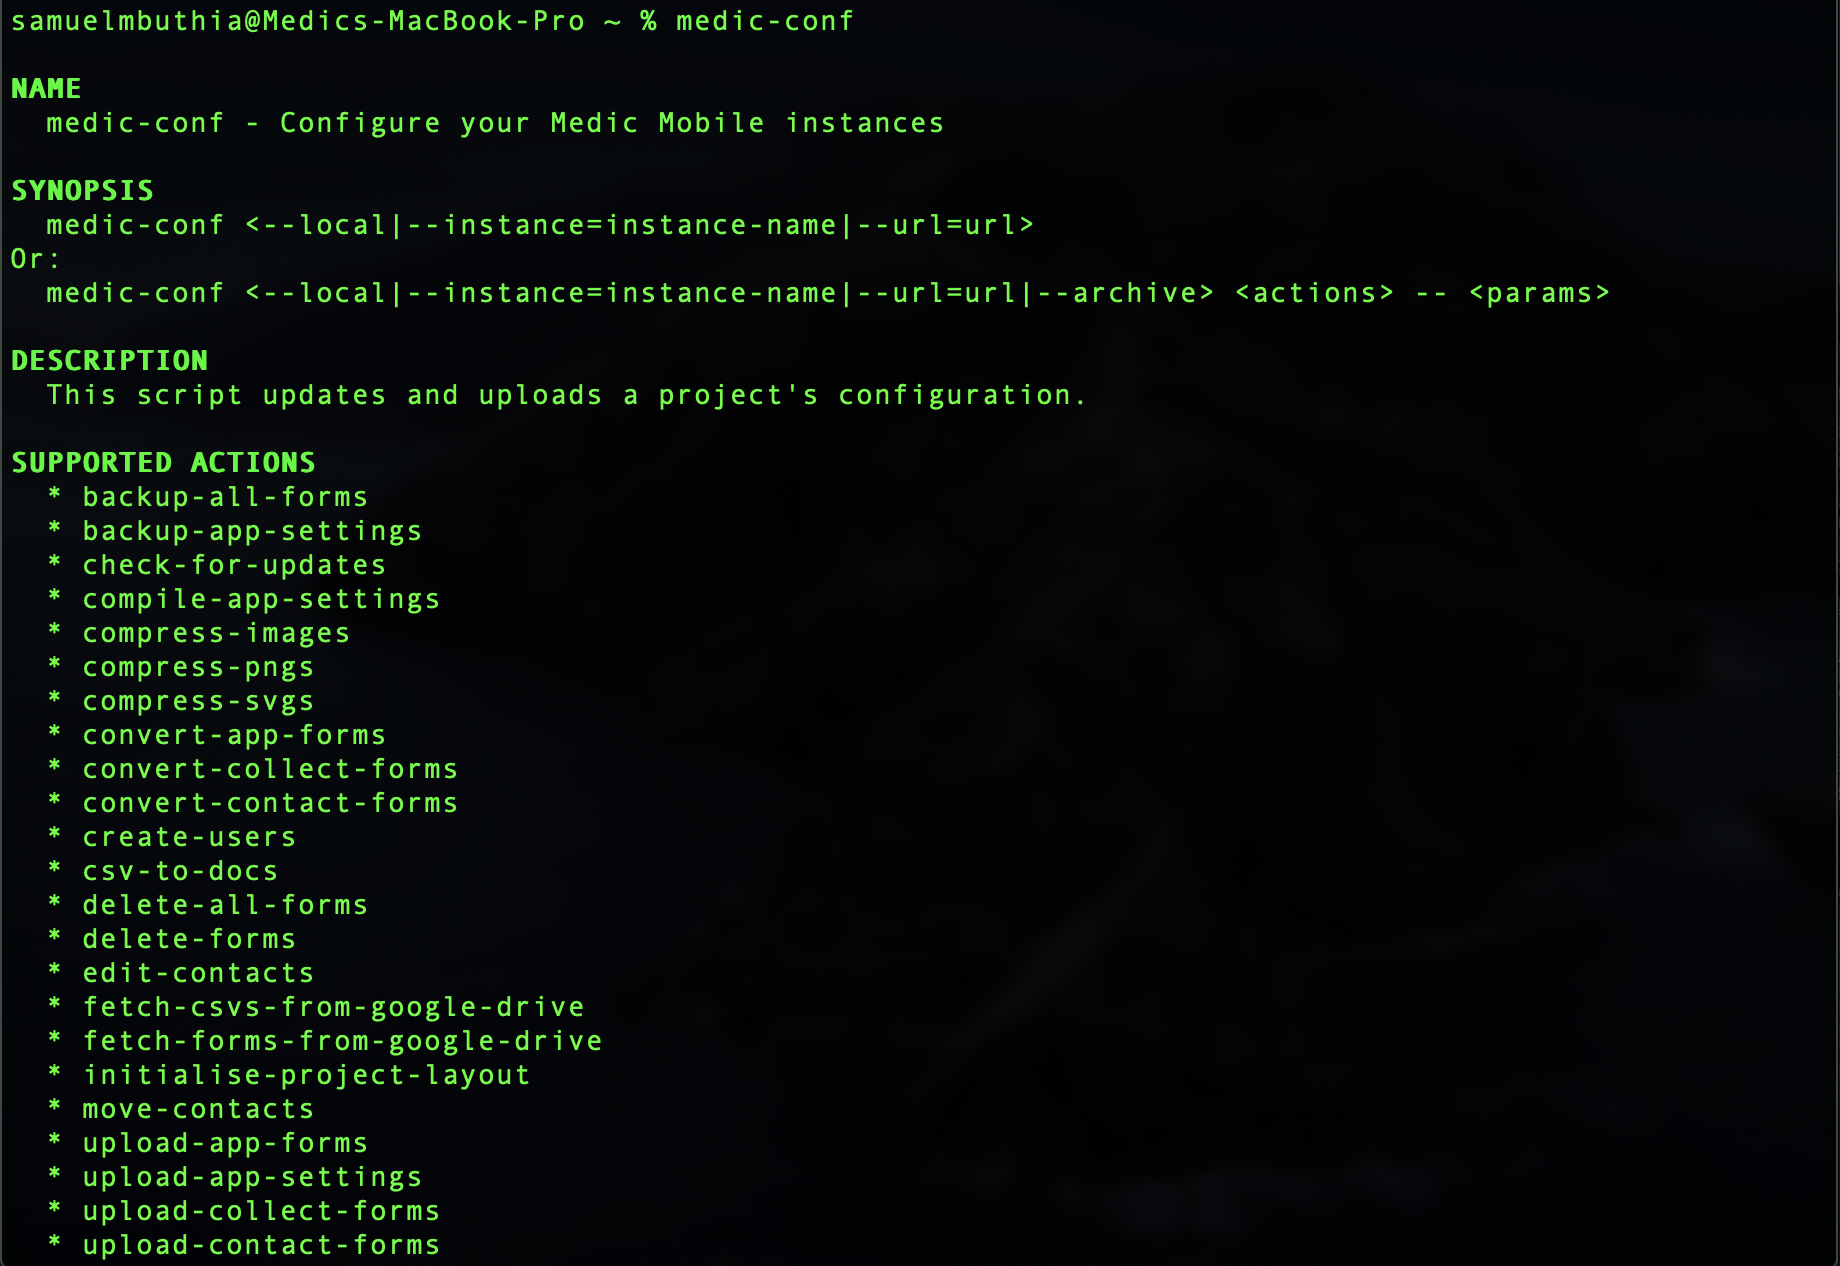 samuelmbuthia@Medics-MacBook-Pro ~ % medic-conf
NAME
medic-conf - Configure your Medic Mobile instances
SYNOPSIS
medic-conf <--local|--instance=instance-name|--url=url>
Or:
medic-conf <--local|--instance=instance-name|--url=url|--archive> <actions> -- <params>
DESCRIPTION
This script updates and uploads a project's configuration.
SUPPORTED ACTIONS
* backup-all-forms
* backup-app-settings
* check-for-updates
* compile-app-settings
* compress-images
* compress-pngs
* compress-svgs
* convert-app-forms
* convert-collect-forms
* convert-contact-forms
* create-users
* csv-to-docs
* delete-all-forms
* delete-forms
* edit-contacts
* fetch-csvs-from-google-drive
* fetch-forms-from-google-drive
* initialise-project-layout
* move-contacts
* upload-app-forms
* upload-app-settings
* upload-collect-forms
* upload-contact-forms